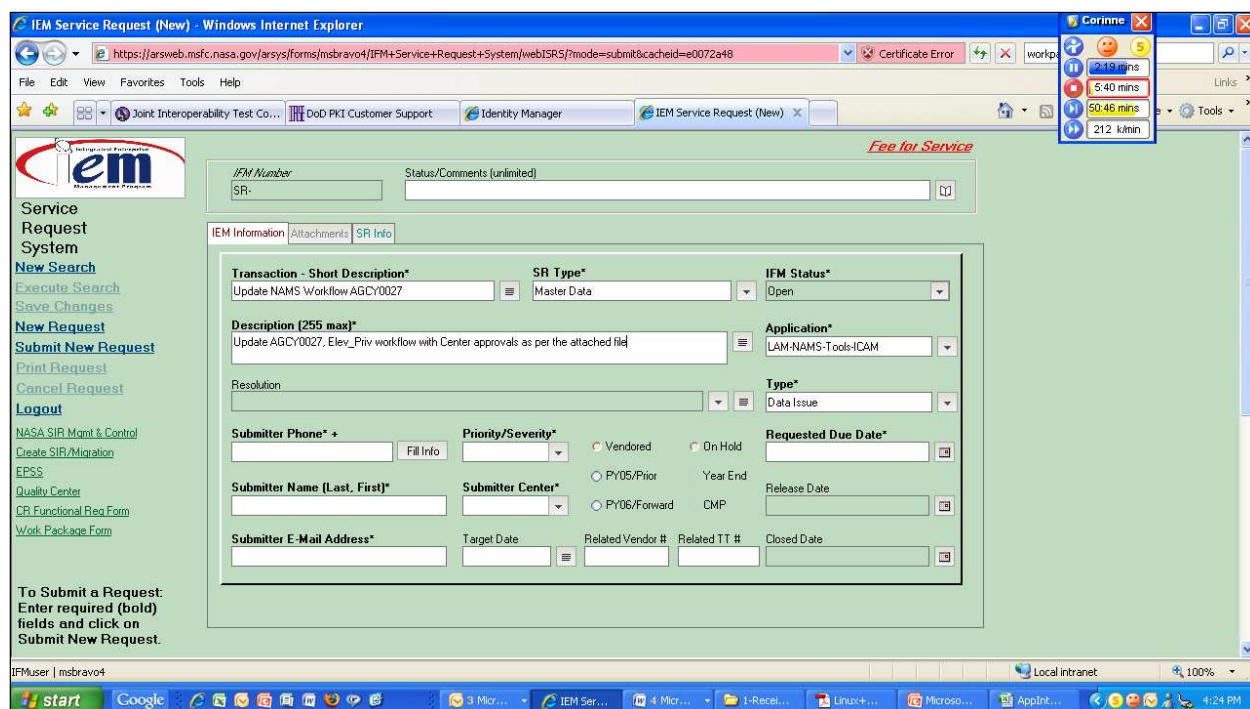 IEM Service Request (New) - Windows Internet Explorer
Corinne
https://arsweb.msfc.nasa.gov/arsys/forms/msbravo4/IFM+Service+Request+System/webISRS/?mode=submit&cacheid=e0072a48
Certificate Error
workpa
5
2:19 mins
5:40 mins
50:46 mins
212 k/min
File Edit View Favorites Tools Help
Links
Joint Interoperability Test Co...
DoD PKI Customer Support
Identity Manager
IEM Service Request (New)
Tools
Integrated Enterprise
iem
Management Program
Fee for Service
IFM Number
Status/Comments (unlimited)
SR-
Service
Request
System
New Search
Execute Search
Save Changes
New Request
Submit New Request
Print Request
Cancel Request
Logout
NASA SIR Mgmt & Control
Create SIR/Migration
EPSS
Quality Center
CR Functional Req Form
Work Package Form
To Submit a Request:
Enter required (bold)
fields and click on
Submit New Request.
IEM Information Attachments SR Info
Transaction - Short Description*
SR Type*
IFM Status*
Update NAMS Workflow AGCY0027
Master Data
Open
Description (255 max)*
Application*
Update AGCY0027, Elev_Priv workflow with Center approvals as per the attached file
LAM-NAMS-Tools-ICAM
Resolution
Type*
Data Issue
Submitter Phone* +
Fill Info
Priority/Severity*
Vendored
On Hold
Requested Due Date*
PY05/Prior
Year End
Submitter Name (Last, First)*
Submitter Center*
PY06/Forward
CMP
Release Date
Submitter E-Mail Address*
Target Date
Related Vendor #
Related TT #
Closed Date
IFMuser | msbravo4
Local intranet
100%
start
Google
3 Micr...
IEM Ser...
4 Micr...
1-Recei...
Linux+...
Microso...
AppInt...
4:24 PM